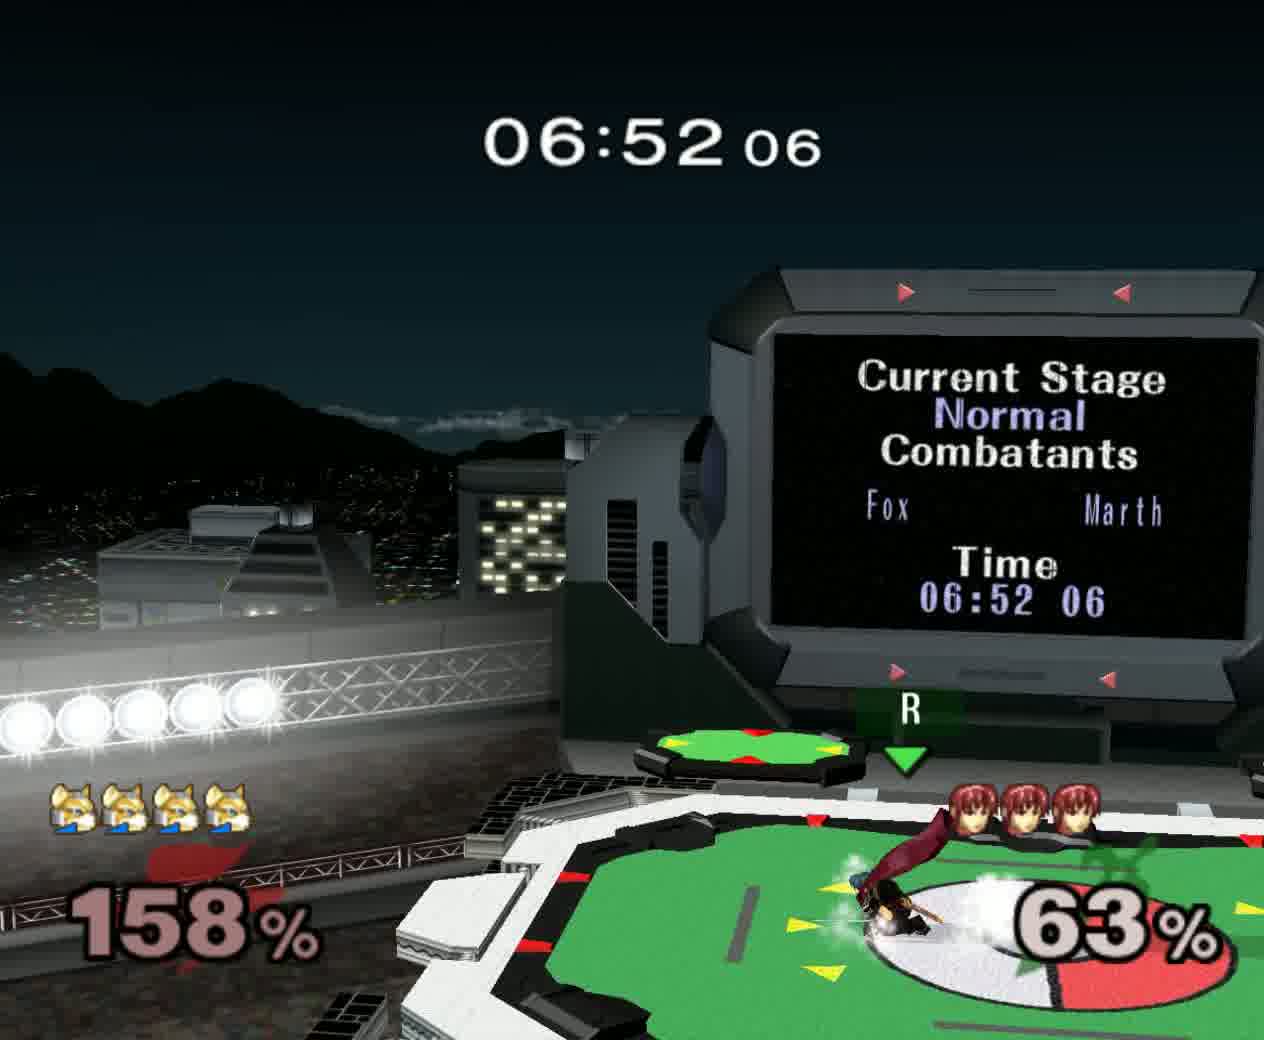 06:52 06
Current Stage
Normal
Combatants
Fox Marth
Time
06:52 06
R
158%
63%